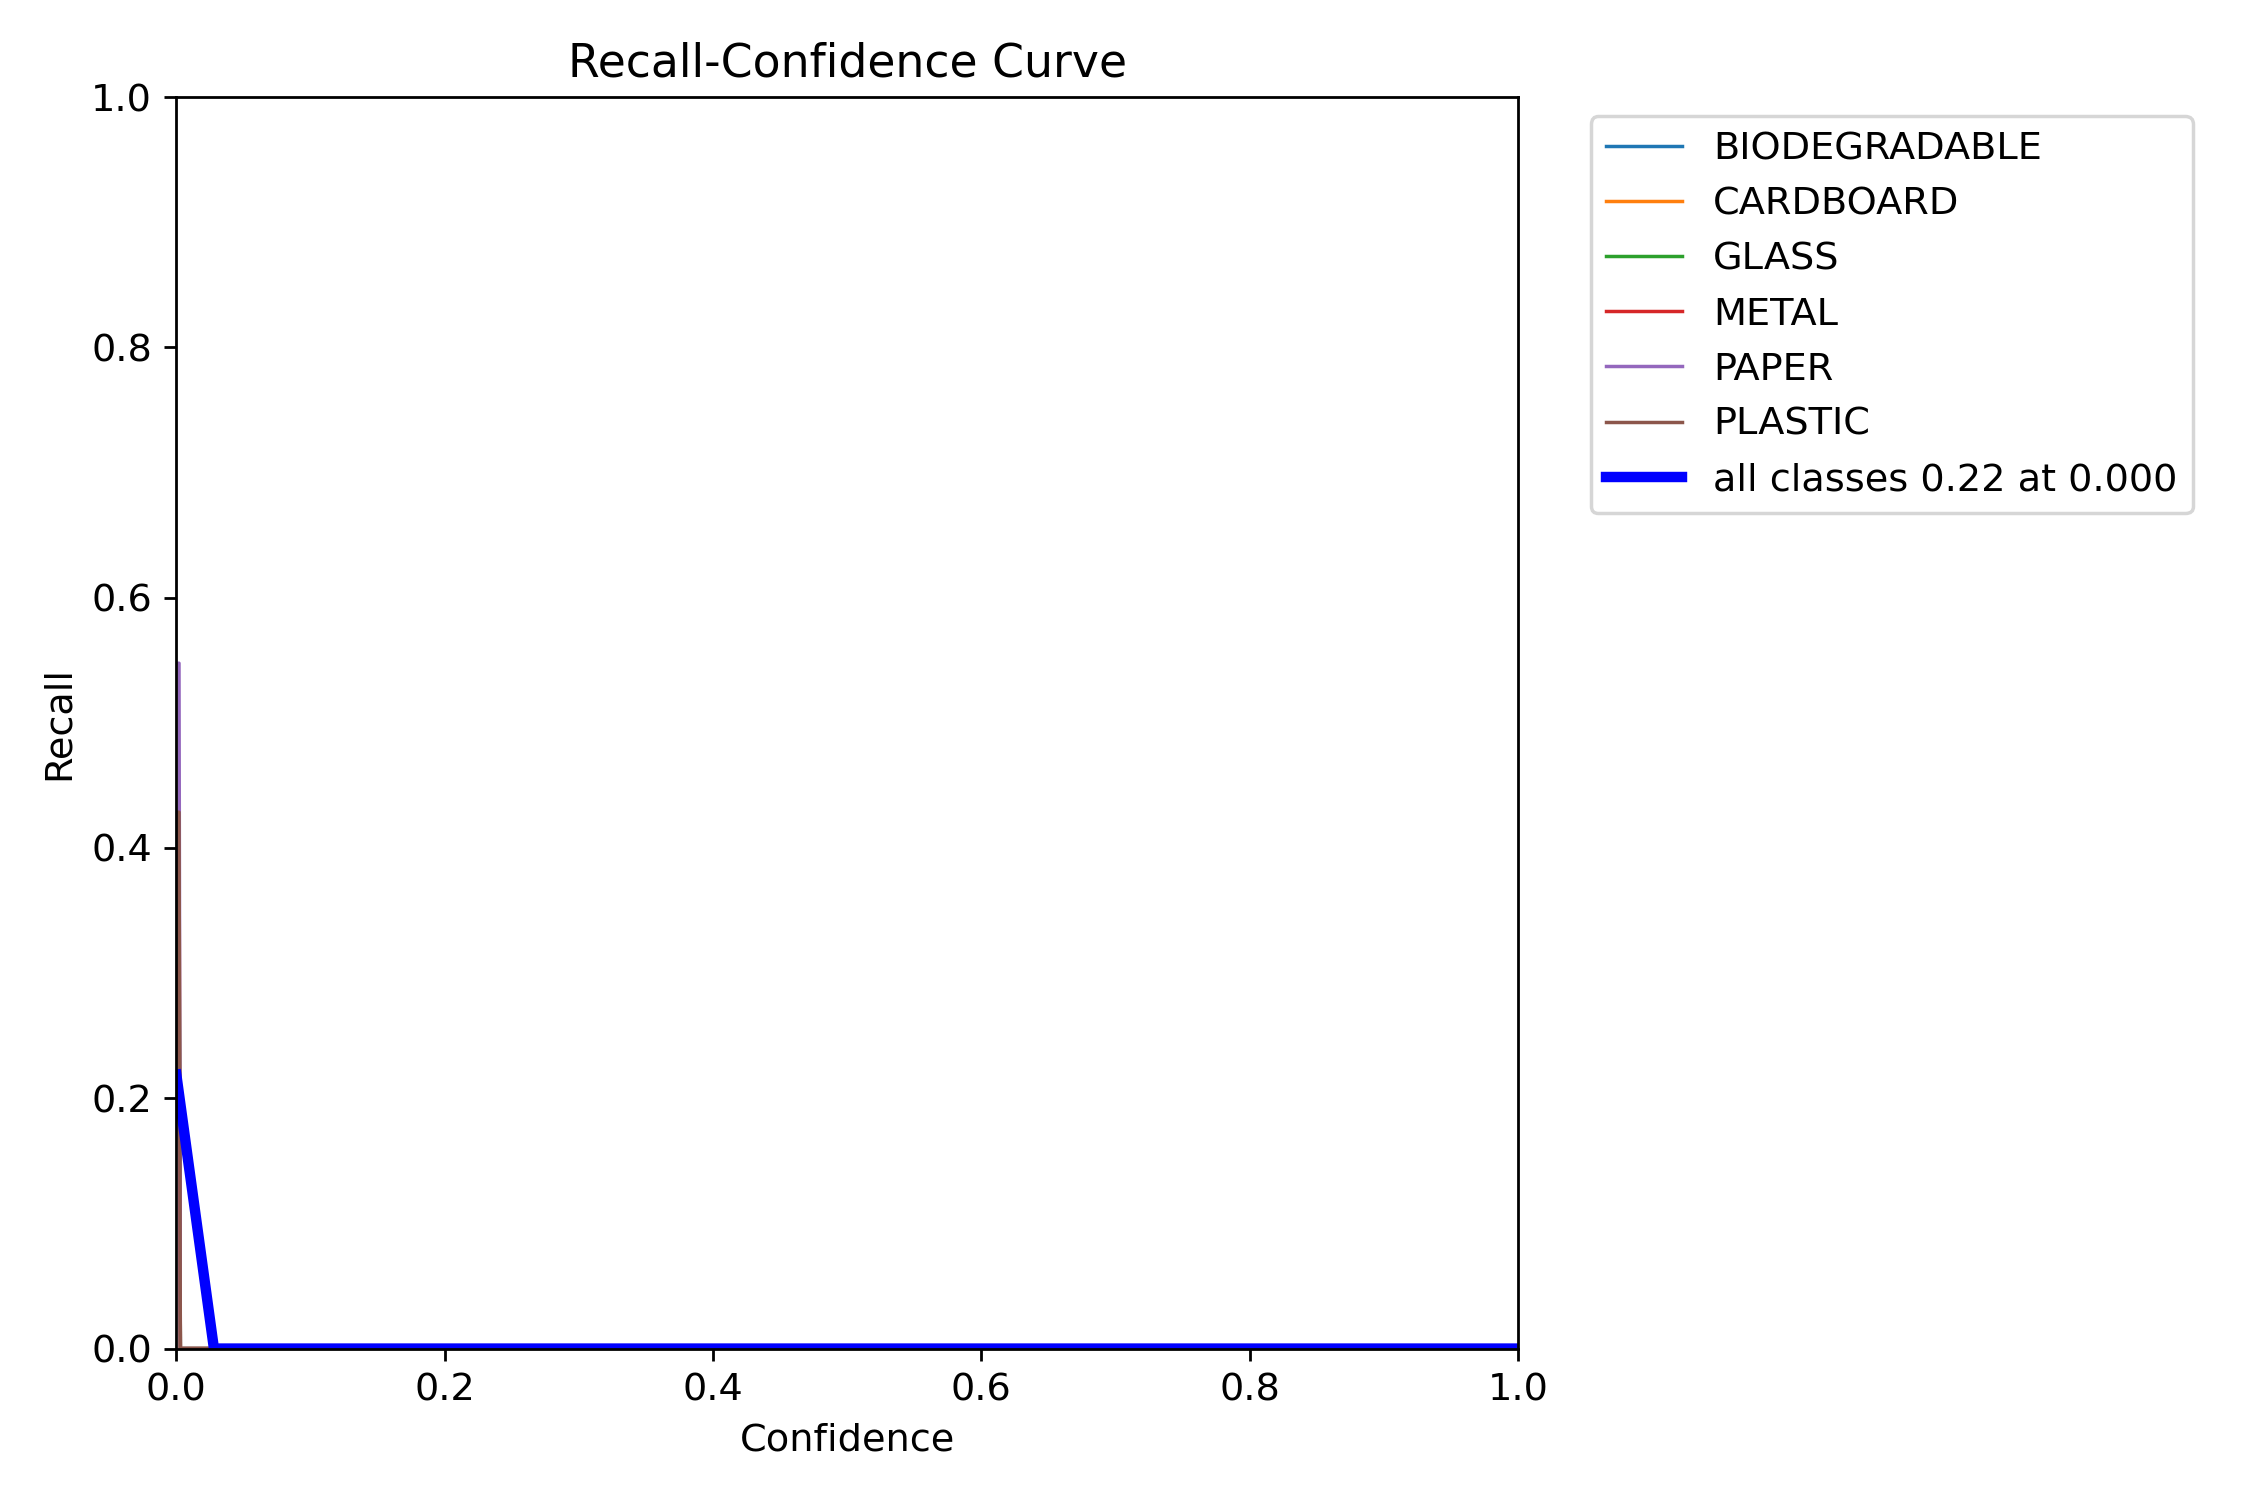 Recall-Confidence Curve
1.0
0.8
0.6
0.4
0.2
0.0
Recall
0.0 0.2 0.4 0.6 0.8 1.0
Confidence
BIODEGRADABLE
CARDBOARD
GLASS
METAL
PAPER
PLASTIC
all classes 0.22 at 0.000